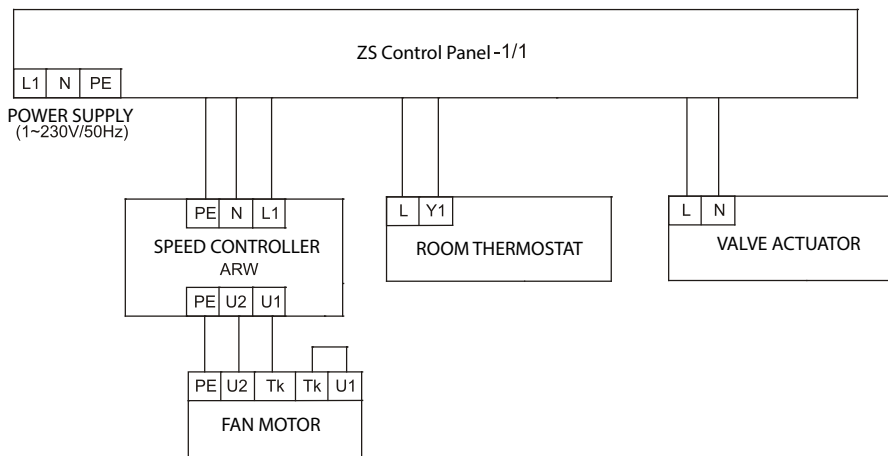 ZS Control Panel -1/1
L1 N PE
POWER SUPPLY
(1~230V/50Hz)
PE N L1
SPEED CONTROLLER
ARW
PE U2 U1
L Y1
ROOM THERMOSTAT
L N
VALVE ACTUATOR
PE U2 Tk Tk U1
FAN MOTOR